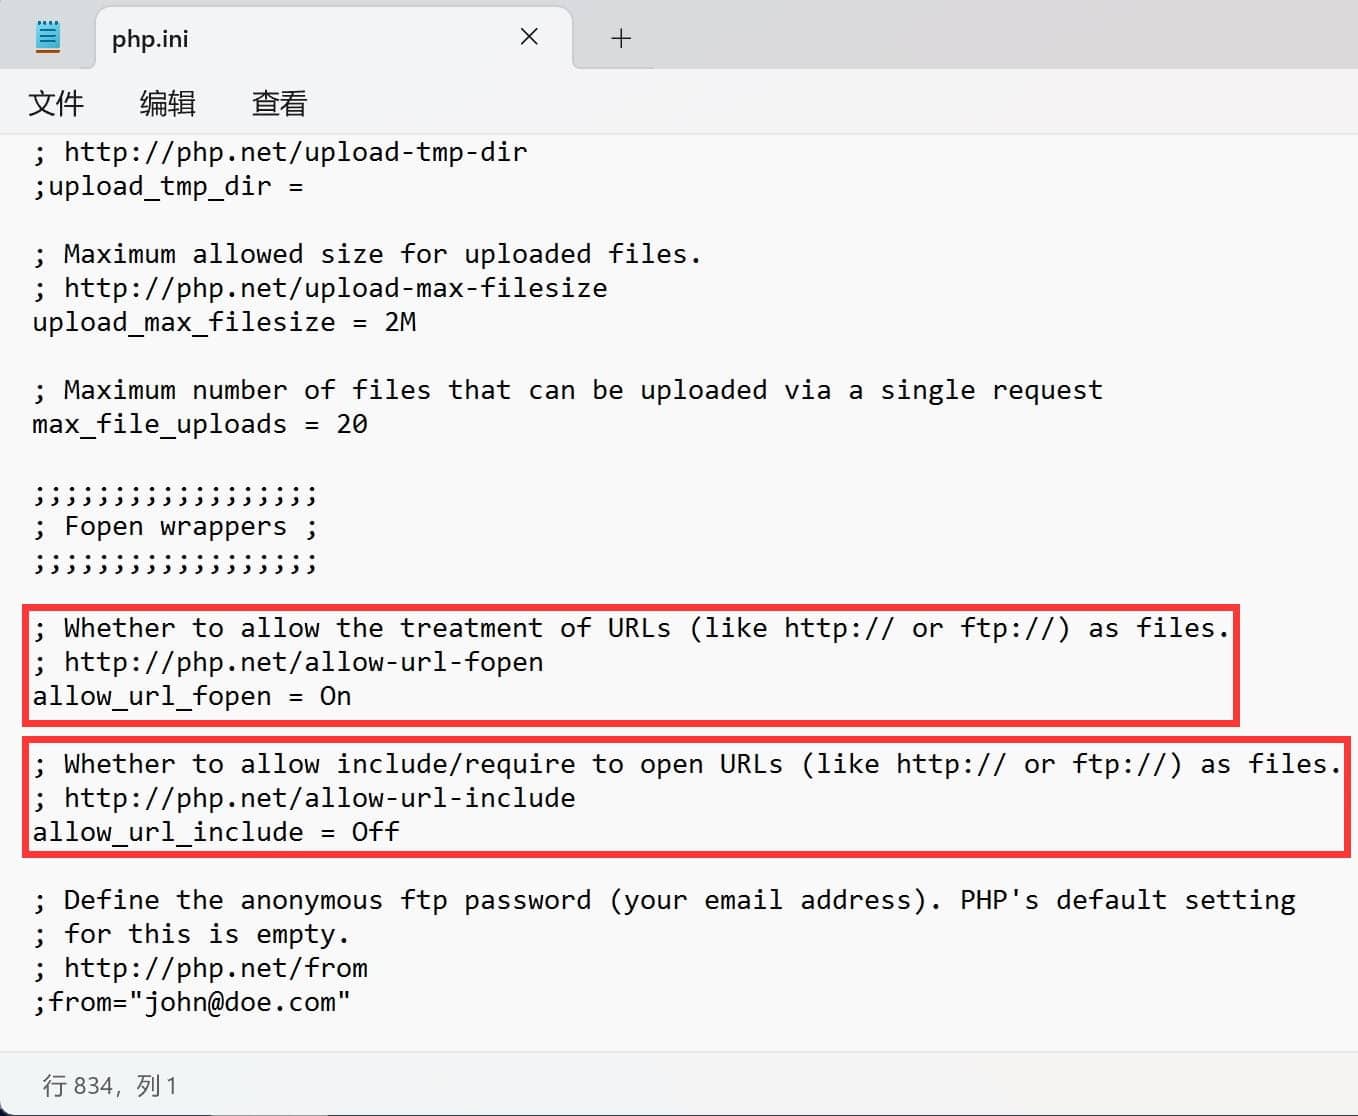 php.ini
文件 编辑 查看
; http://php.net/upload-tmp-dir
;upload_tmp_dir =
; Maximum allowed size for uploaded files.
; http://php.net/upload-max-filesize
upload_max_filesize = 2M
; Maximum number of files that can be uploaded via a single request
max_file_uploads = 20
;;;;;;;;;;;;;;;;;;
; Fopen wrappers ;
;;;;;;;;;;;;;;;;;;
; Whether to allow the treatment of URLs (like http:// or ftp://) as files.
; http://php.net/allow-url-fopen
allow_url_fopen = On
; Whether to allow include/require to open URLs (like http:// or ftp://) as files.
; http://php.net/allow-url-include
allow_url_include = Off
; Define the anonymous ftp password (your email address). PHP's default setting
; for this is empty.
; http://php.net/from
;from="john@doe.com"
行 834, 列 1